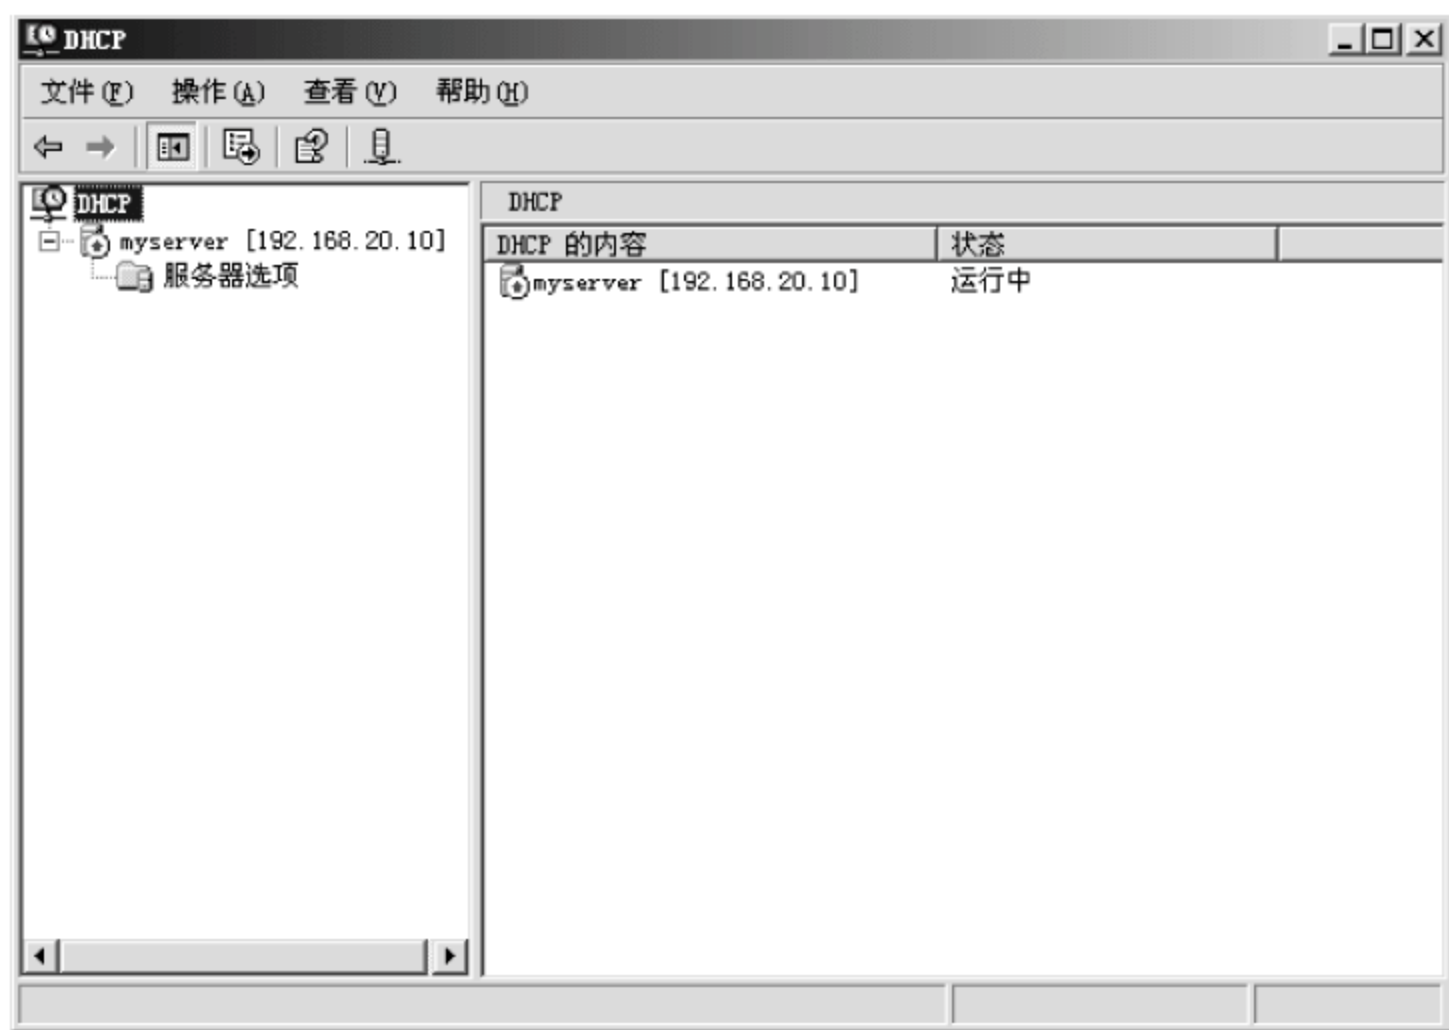 DHCP
文件(F) 操作(A) 查看(V) 帮助(H)
DHCP
myserver [192.168.20.10]
服务器选项
DHCP
DHCP 的内容 状态
myserver [192.168.20.10] 运行中